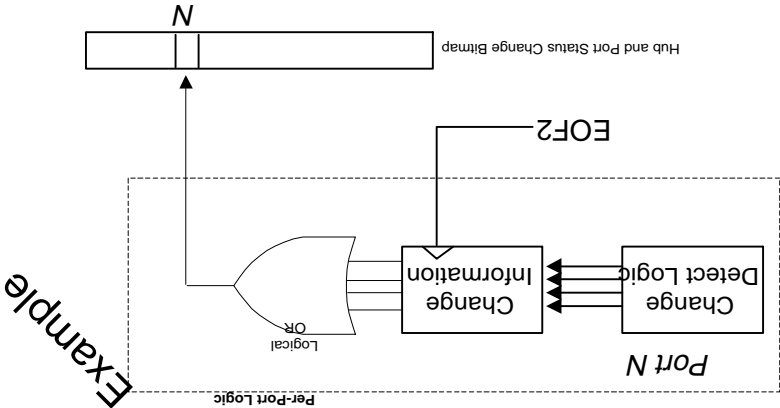 Per-Port Logic
Port N
Change
Detect Logic
Change
Information
Logical
OR
Example
EOF2
Hub and Port Status Change Bitmap
N